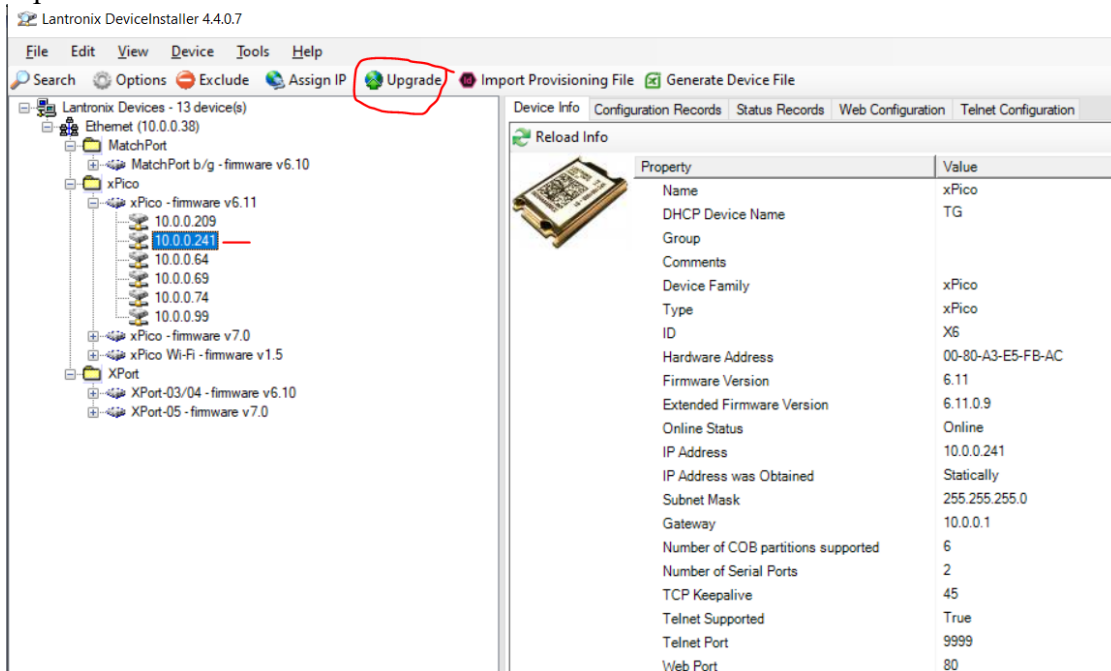 Lantronix DeviceInstaller 4.4.0.7
File Edit View Device Tools Help
Search Options Exclude Assign IP Upgrade Import Provisioning File Generate Device File
Lantronix Devices - 13 device(s)
Ethernet (10.0.0.38)
MatchPort
MatchPort b/g - firmware v6.10
xPico
xPico - firmware v6.11
10.0.0.209
10.0.0.241
10.0.0.64
10.0.0.69
10.0.0.74
10.0.0.99
xPico - firmware v7.0
xPico Wi-Fi - firmware v1.5
XPort
XPort-03/04 - firmware v6.10
XPort-05 - firmware v7.0
Device Info Configuration Records Status Records Web Configuration Telnet Configuration
Reload Info
Property Value
Name xPico
DHCP Device Name TG
Group
Comments
Device Family xPico
Type xPico
ID X6
Hardware Address 00-80-A3-E5-FB-AC
Firmware Version 6.11
Extended Firmware Version 6.11.0.9
Online Status Online
IP Address 10.0.0.241
IP Address was Obtained Statically
Subnet Mask 255.255.255.0
Gateway 10.0.0.1
Number of COB partitions supported 6
Number of Serial Ports 2
TCP Keepalive 45
Telnet Supported True
Telnet Port 9999
Web Port 80